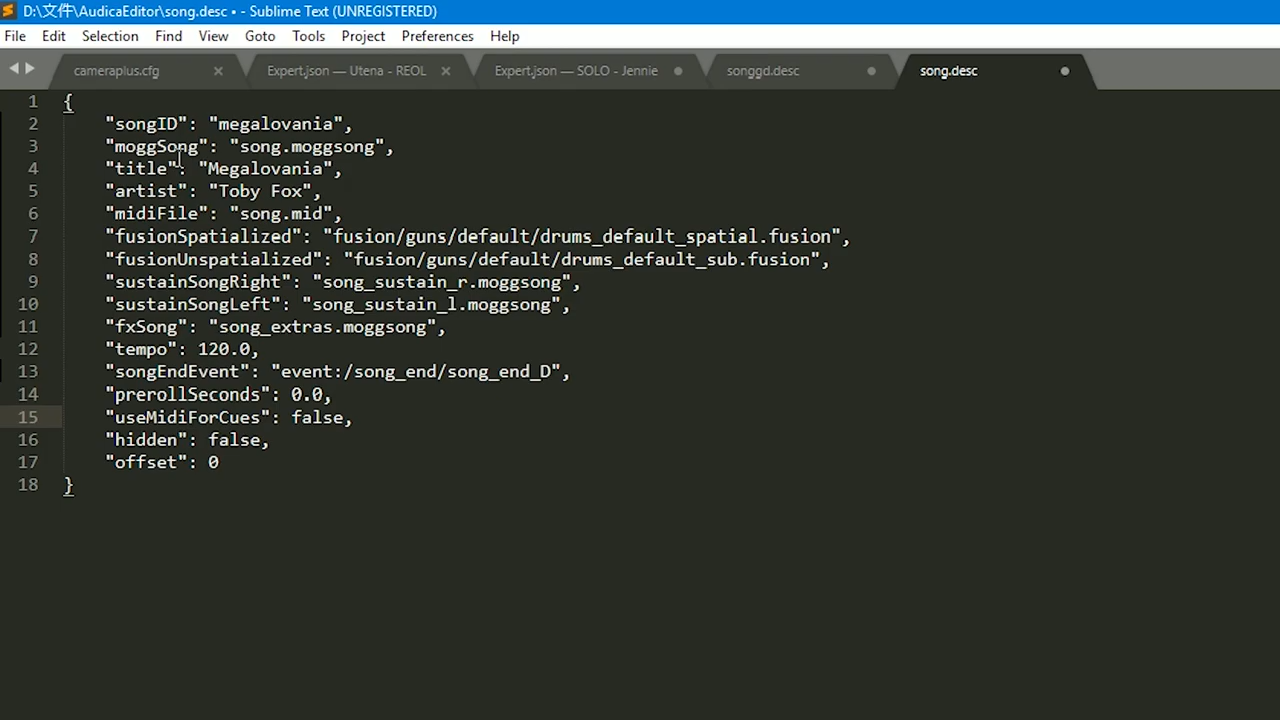 D:\文件\AudicaEditor\song.desc • - Sublime Text (UNREGISTERED)
File Edit Selection Find View Goto Tools Project Preferences Help
cameraplus.cfg Expert.json — Utena - REOL Expert.json — SOLO - Jennie songgd.desc song.desc
1 {
2 "songID": "megalovania",
3 "moggSong": "song.moggsong",
4 "title": "Megalovania",
5 "artist": "Toby Fox",
6 "midiFile": "song.mid",
7 "fusionSpatialized": "fusion/guns/default/drums_default_spatial.fusion",
8 "fusionUnspatialized": "fusion/guns/default/drums_default_sub.fusion",
9 "sustainSongRight": "song_sustain_r.moggsong",
10 "sustainSongLeft": "song_sustain_l.moggsong",
11 "fxSong": "song_extras.moggsong",
12 "tempo": 120.0,
13 "songEndEvent": "event:/song_end/song_end_D",
14 "prerollSeconds": 0.0,
15 "useMidiForCues": false,
16 "hidden": false,
17 "offset": 0
18 }